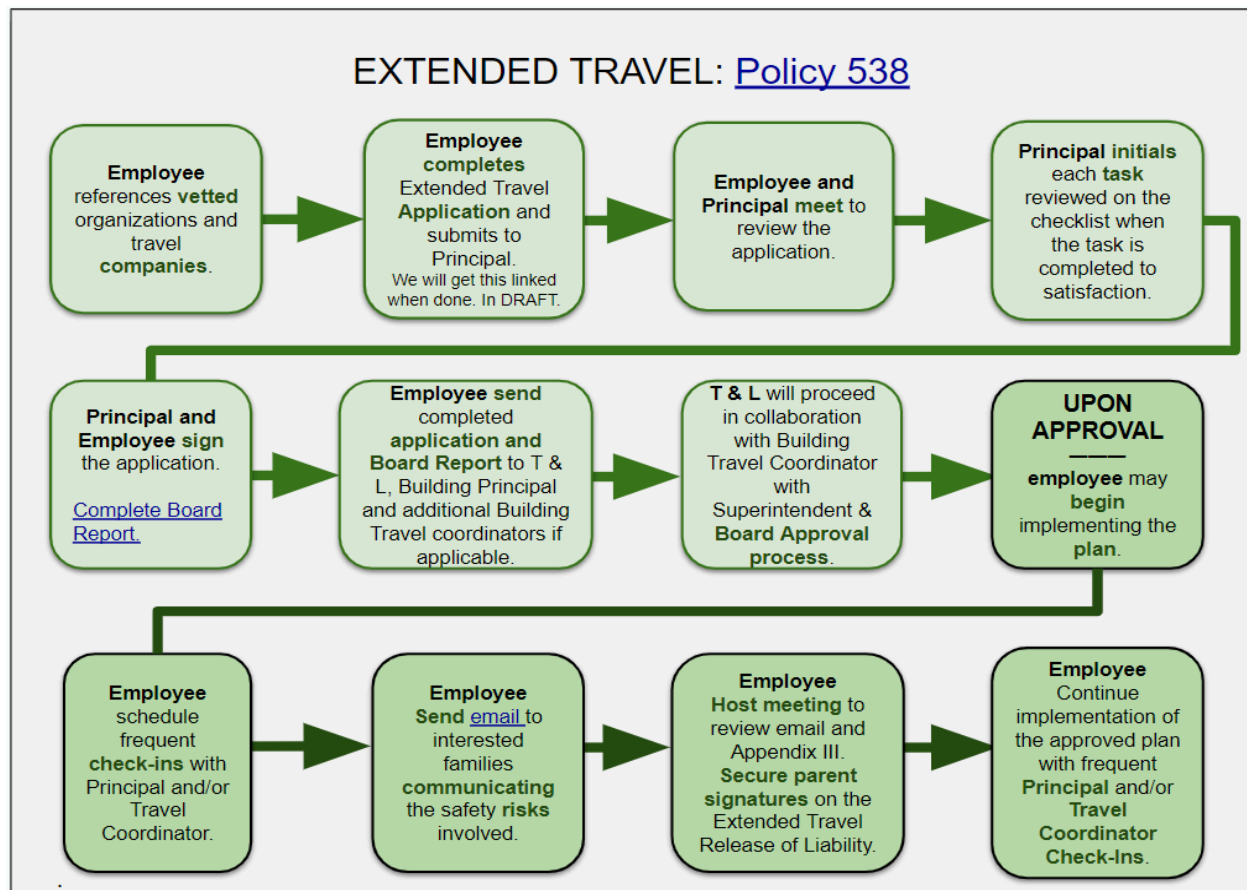 EXTENDED TRAVEL: Policy 538
Employee
references vetted
organizations and
travel
companies.
Employee
completes
Extended Travel
Application and
submits to
Principal.
We will get this linked
when done. In DRAFT.
Employee and
Principal meet to
review the
application.
Principal initials
each task
reviewed on the
checklist when
the task is
completed to
satisfaction.
Principal and
Employee sign
the application.
Complete Board
Report.
Employee send
completed
application and
Board Report to T &
L, Building Principal
and additional Building
Travel coordinators if
applicable.
T & L will proceed
in collaboration
with Building
Travel Coordinator
with
Superintendent &
Board Approval
process.
UPON
APPROVAL
———
employee may
begin
implementing the
plan.
Employee
schedule
frequent
check-ins with
Principal and/or
Travel
Coordinator.
Employee
Send email to
interested
families
communicating
the safety risks
involved.
Employee
Host meeting to
review email and
Appendix III.
Secure parent
signatures on the
Extended Travel
Release of Liability.
Employee
Continue
implementation of
the approved plan
with frequent
Principal and/or
Travel
Coordinator
Check-Ins.
.